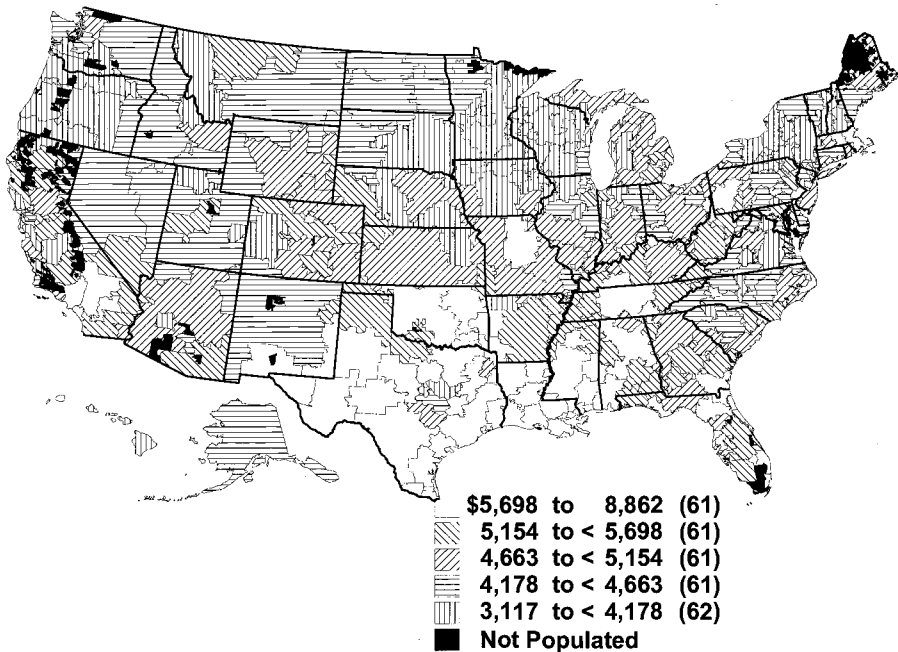 $5,698 to 8,862 (61)
5,154 to < 5,698 (61)
4,663 to < 5,154 (61)
4,178 to < 4,663 (61)
3,117 to < 4,178 (62)
Not Populated